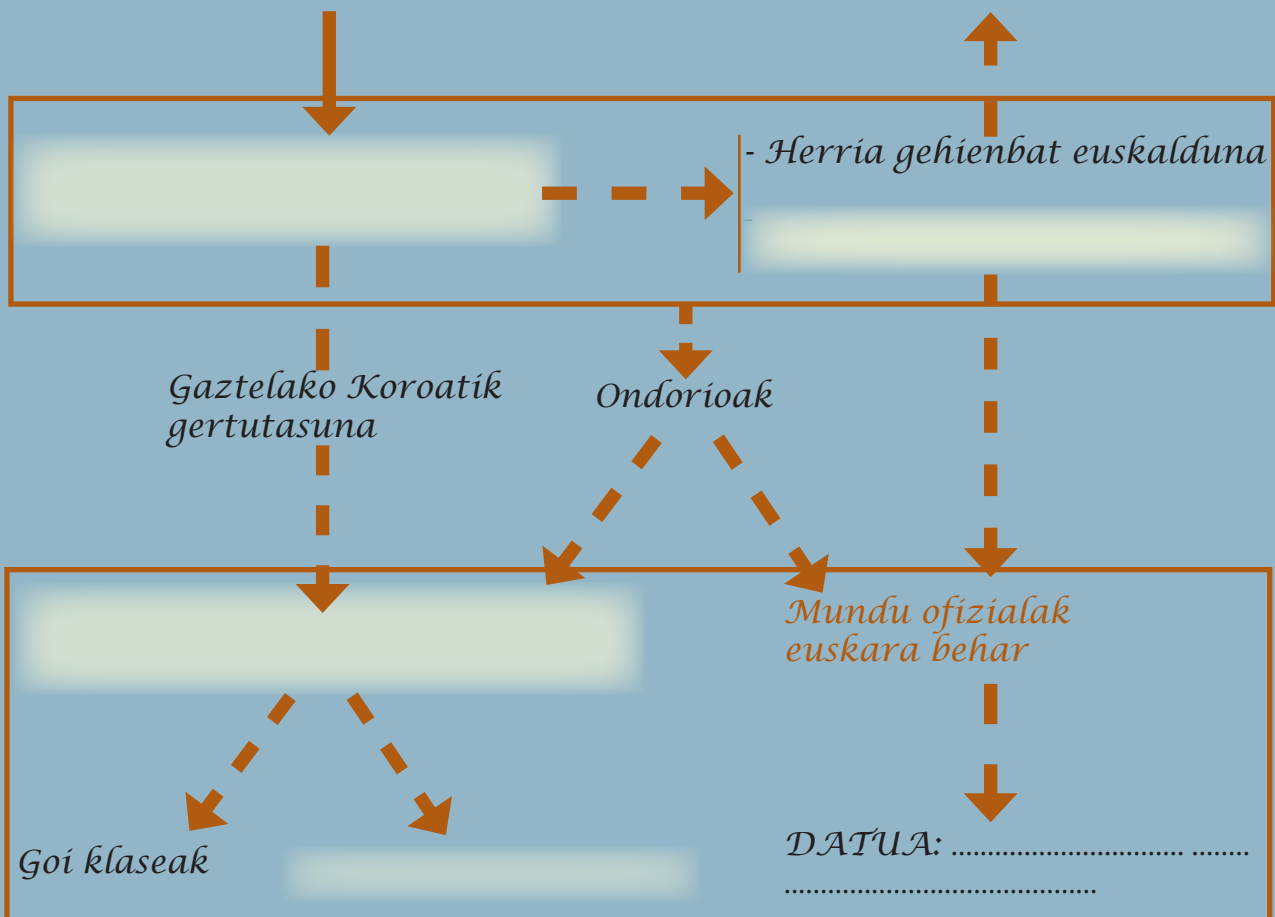 - Herria gehienbat euskalduna
-
Gaztelako Koroatik
gertutasuna
Ondorioak
Mundu ofizialak
euskara behar
Goi klaseak
DATUA: ................................ ........
...........................................